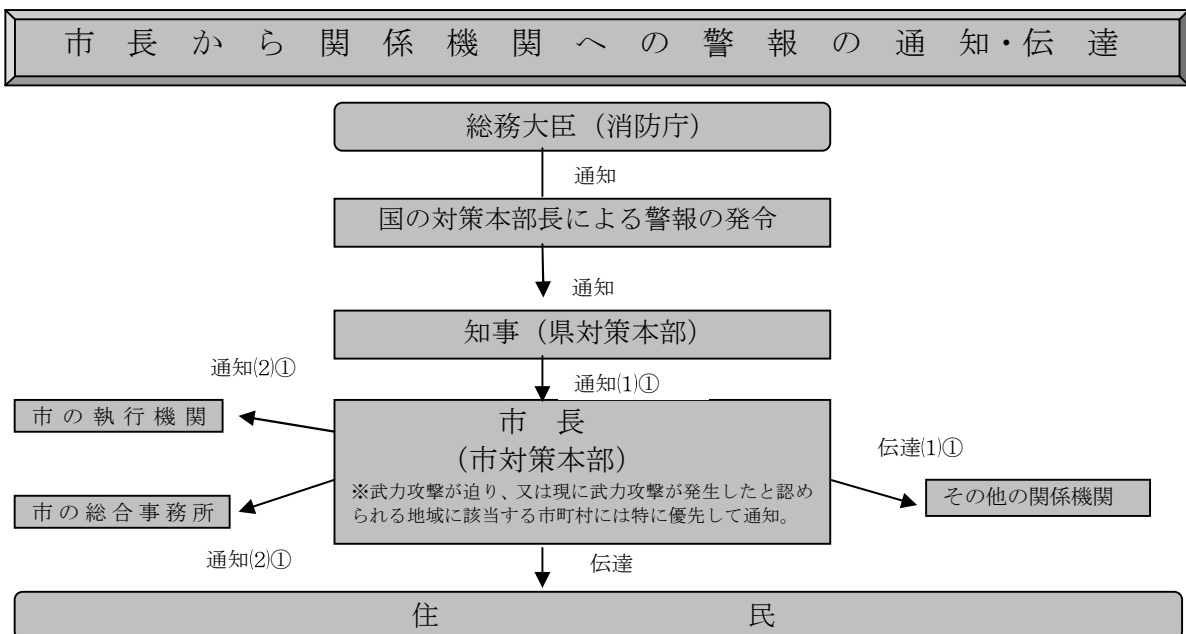 市長から関係機関への警報の通知・伝達
総務大臣（消防庁）
通知
国の対策本部長による警報の発令
通知
知事（県対策本部）
通知(2)①
通知(1)①
市の執行機関
市長
（市対策本部）
※武力攻撃が迫り、又は現に武力攻撃が発生したと認め
られる地域に該当する市町村には特に優先して通知。
伝達(1)①
市の総合事務所
その他の関係機関
通知(2)①
伝達
住民